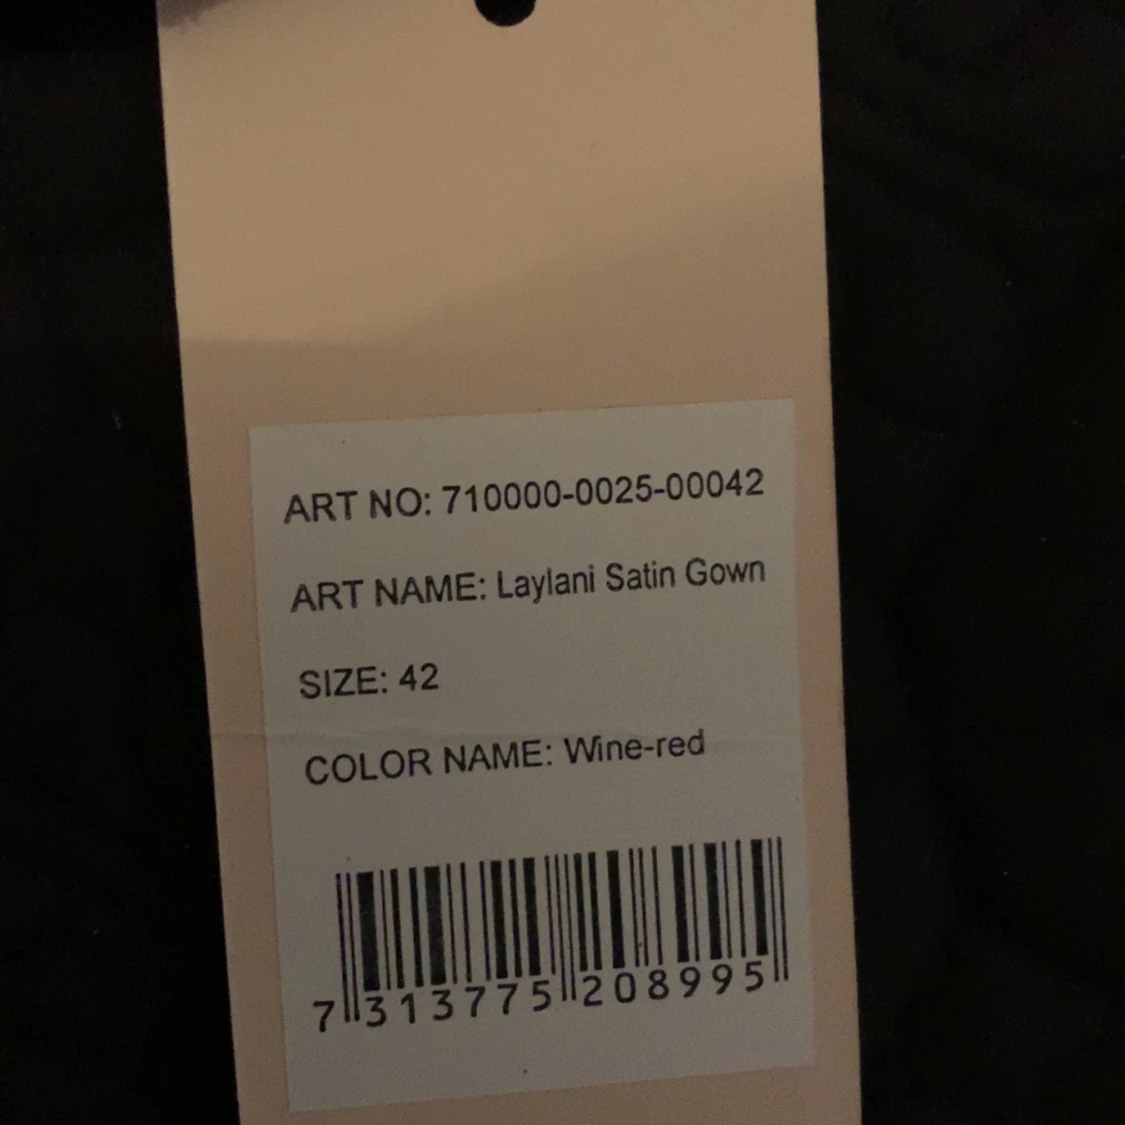 ART NO: 710000-0025-00042
ART NAME: Laylani Satin Gown
SIZE: 42
COLOR NAME: Wine-red
7 313775 208995